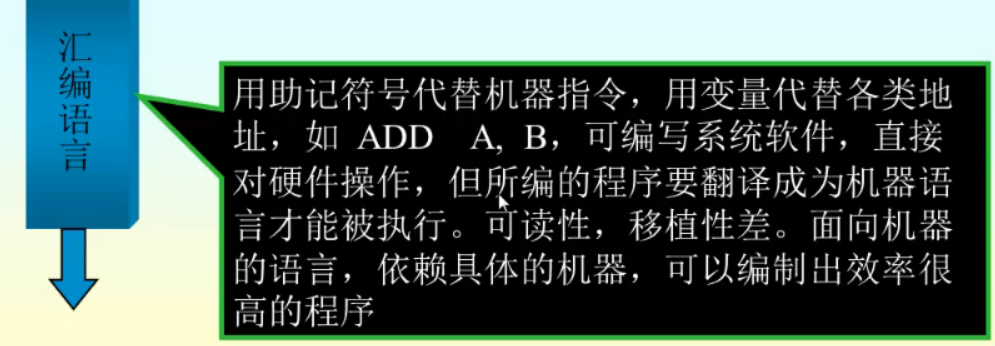 汇编语言
用助记符号代替机器指令，用变量代替各类地
址，如 ADD A, B，可编写系统软件，直接
对硬件操作，但所编的程序要翻译成为机器语
言才能被执行。可读性，移植性差。面向机器
的语言，依赖具体的机器，可以编制出效率很
高的程序